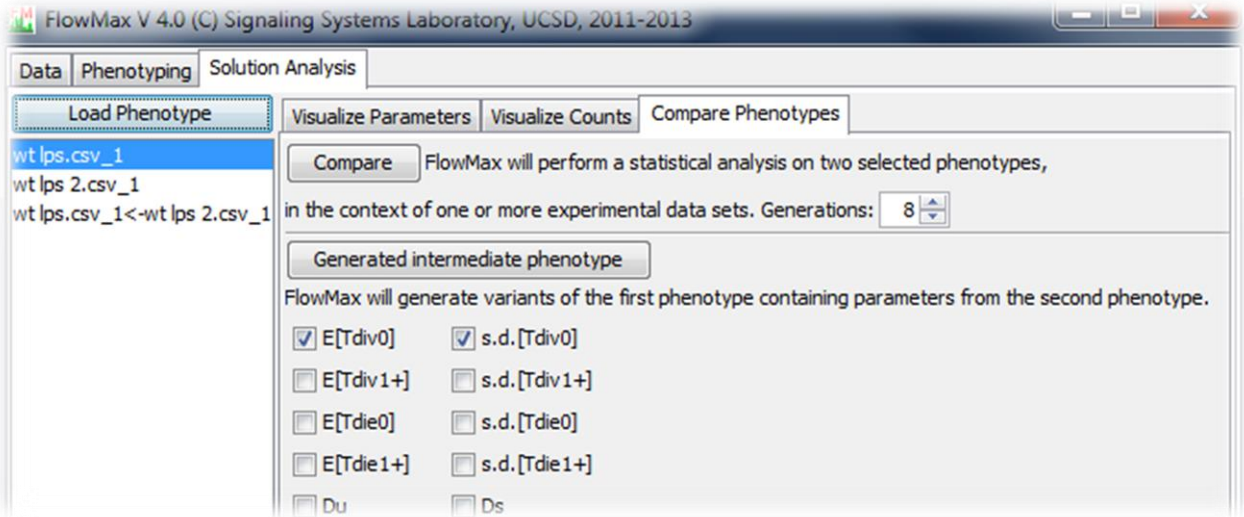 FlowMax V 4.0 (C) Signaling Systems Laboratory, UCSD, 2011-2013
Data Phenotyping Solution Analysis
Load Phenotype
wt lps.csv_1
wt lps 2.csv_1
wt lps.csv_1<-wt lps 2.csv_1
Visualize Parameters Visualize Counts Compare Phenotypes
Compare FlowMax will perform a statistical analysis on two selected phenotypes,
in the context of one or more experimental data sets. Generations: 8
Generated intermediate phenotype
FlowMax will generate variants of the first phenotype containing parameters from the second phenotype.
E[Tdiv0] s.d.[Tdiv0]
E[Tdiv1+] s.d.[Tdiv1+]
E[Tdie0] s.d.[Tdie0]
E[Tdie1+] s.d.[Tdie1+]
Du Ds